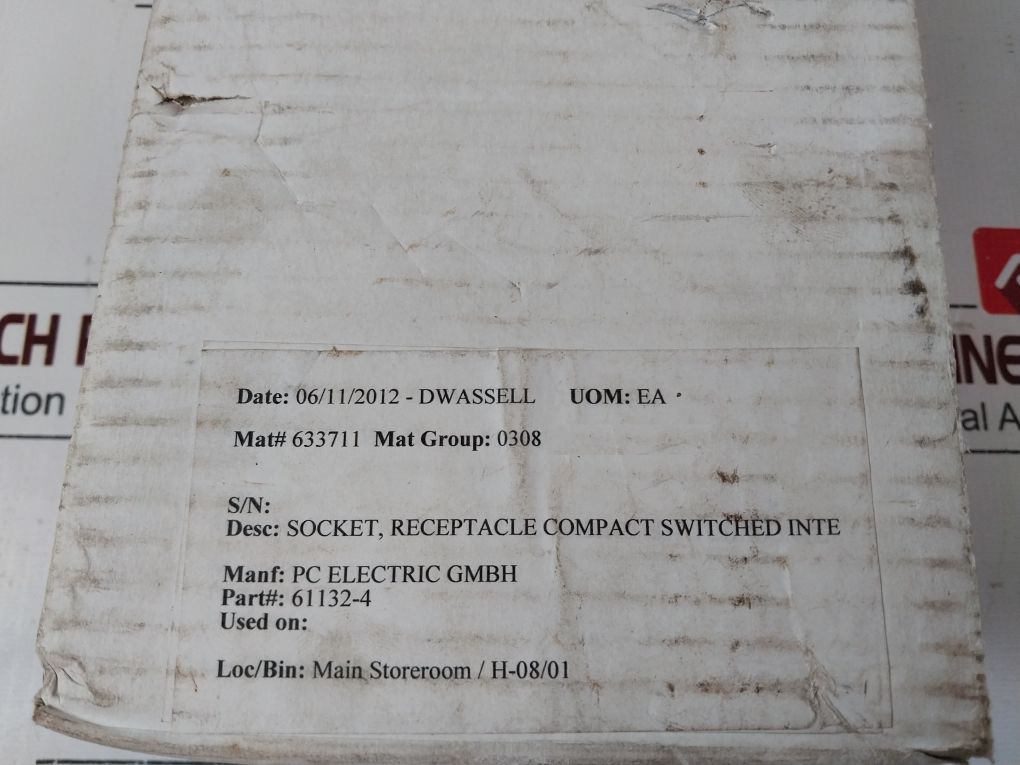 Date: 06/11/2012 - DWASSELL UOM: EA
Mat# 633711 Mat Group: 0308
S/N:
Desc: SOCKET, RECEPTACLE COMPACT SWITCHED INTE
Manf: PC ELECTRIC GMBH
Part#: 61132-4
Used on:
Loc/Bin: Main Storeroom / H-08/01